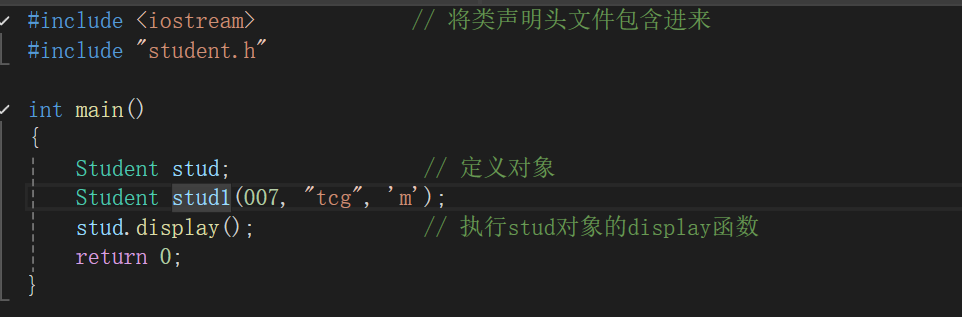 #include <iostream> // 将类声明头文件包含进来
#include "student.h"
int main()
{
Student stud; // 定义对象
Student stud1(007, "tcg", 'm');
stud.display(); // 执行stud对象的display函数
return 0;
}